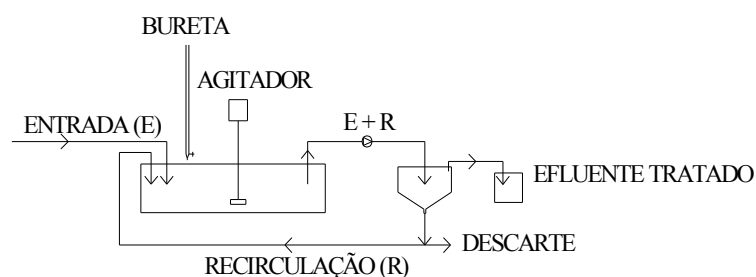 BURETA
AGITADOR
ENTRADA (E)
E + R
EFLUENTE TRATADO
DESCARTE
RECIRCULAÇÃO (R)